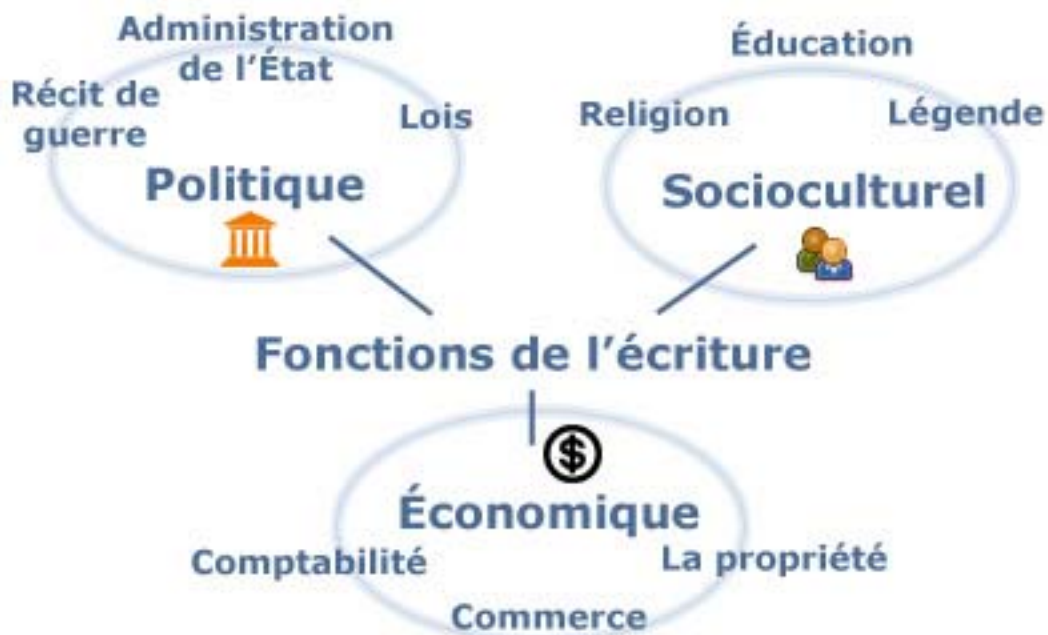 Administration
de l'État
Récit de
guerre
Lois
Politique
Éducation
Religion
Légende
Socioculturel
Fonctions de l'écriture
$
Économique
Comptabilité
La propriété
Commerce